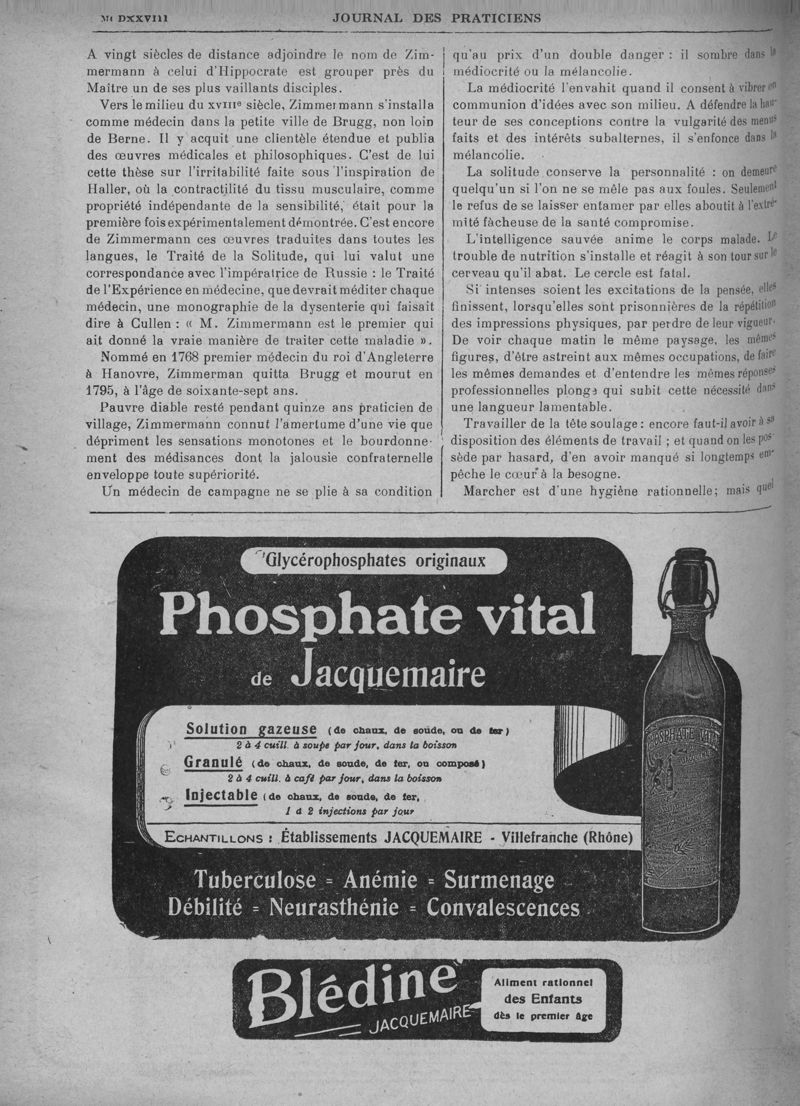 Mt DXXVIII
JOURNAL DES PRATICIENS
A vingt siècles de distance adjoindre le nom de Zim-
mermann à celui d'Hippocrate est grouper près du
Maître un de ses plus vaillants disciples.
Vers le milieu du XVIIIe siècle, Zimmermann s'installa
comme médecin dans la petite ville de Brugg, non loin
de Berne. Il y acquit une clientèle étendue et publia
des œuvres médicales et philosophiques. C'est de lui
cette thèse sur l'irritabilité faite sous l'inspiration de
Haller, où la contractilité du tissu musculaire, comme
propriété indépendante de la sensibilité, était pour la
première fois expérimentalement démontrée. C'est encore
de Zimmermann ces œuvres traduites dans toutes les
langues, le Traité de la Solitude, qui lui valut une
correspondance avec l'impératrice de Russie : le Traité
de l'Expérience en médecine, que devrait méditer chaque
médecin, une monographie de la dysenterie qui faisait
dire à Cullen : « M. Zimmermann est le premier qui
ait donné la vraie manière de traiter cette maladie ».
Nommé en 1768 premier médecin du roi d'Angleterre
à Hanovre, Zimmerman quitta Brugg et mourut en
1795, à l'âge de soixante-sept ans.
Pauvre diable resté pendant quinze ans praticien de
village, Zimmermann connut l'amertume d'une vie que
dépriment les sensations monotones et le bourdonne-
ment des médisances dont la jalousie confraternelle
enveloppe toute supériorité.
Un médecin de campagne ne se plie à sa condition
qu'au prix d'un double danger : il sombre dans la
médiocrité ou la mélancolie.
La médiocrité l'envahit quand il consent à vibrer en
communion d'idées avec son milieu. A défendre la hau-
teur de ses conceptions contre la vulgarité des menus
faits et des intérêts subalternes, il s'enfonce dans la
mélancolie.
La solitude conserve la personnalité : on demeure
quelqu'un si l'on ne se mêle pas aux foules. Seulement
le refus de se laisser entamer par elles aboutit à l'extré-
mité fâcheuse de la santé compromise.
L'intelligence sauvée anime le corps malade. Le
trouble de nutrition s'installe et réagit à son tour sur le
cerveau qu'il abat. Le cercle est fatal.
Si intenses soient les excitations de la pensée, elles
finissent, lorsqu'elles sont prisonnières de la répétition
des impressions physiques, par perdre de leur vigueur.
De voir chaque matin le même paysage, les mêmes
figures, d'être astreint aux mêmes occupations, de faire
les mêmes demandes et d'entendre les mêmes réponses
professionnelles plonge qui subit cette nécessité dans
une langueur lamentable.
Travailler de la tête soulage : encore faut-il avoir à sa
disposition des éléments de travail ; et quand on les pos-
sède par hasard, d'en avoir manqué si longtemps em-
pêche le cœur à la besogne.
Marcher est d'une hygiène rationnelle; mais quel
Glycérophosphates originaux
Phosphate vital
de Jacquemaire
Solution gazeuse (de chaux, de soude, ou de fer)
2 à 4 cuill. à soupe par jour, dans la boisson
Granulé (de chaux, de soude, de fer, ou composé)
2 à 4 cuill. à café par jour, dans la boisson
Injectable (de chaux, de soude, de fer,
1 à 2 injections par jour
ECHANTILLONS : Établissements JACQUEMAIRE - Villefranche (Rhône)
Tuberculose = Anémie = Surmenage
Débilité = Neurasthénie = Convalescences
PHOSPHATE VITAL
Blédine
JACQUEMAIRE
Aliment rationnel
des Enfants
dès le premier âge